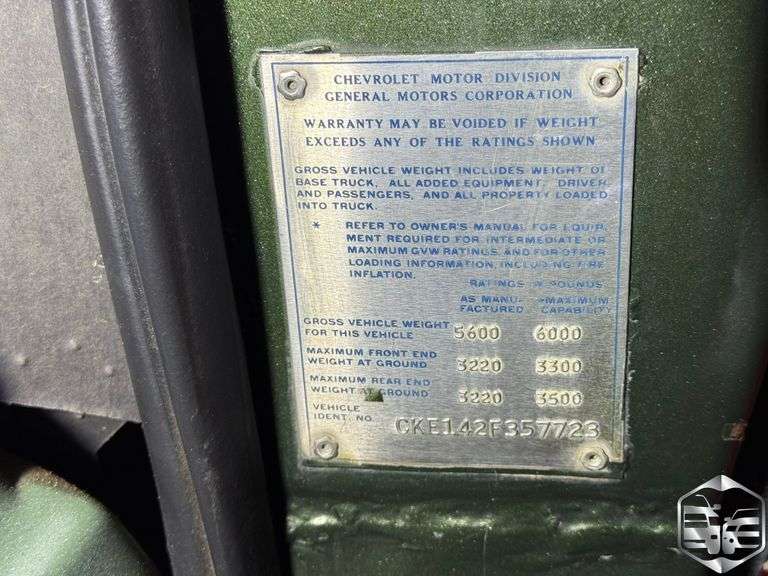 CHEVROLET MOTOR DIVISION
GENERAL MOTORS CORPORATION
WARRANTY MAY BE VOIDED IF WEIGHT
EXCEEDS ANY OF THE RATINGS SHOWN
GROSS VEHICLE WEIGHT INCLUDES WEIGHT OF
BASE TRUCK, ALL ADDED EQUIPMENT, DRIVER
AND PASSENGERS, AND ALL PROPERTY LOADED
INTO TRUCK.
* REFER TO OWNER'S MANUAL FOR EQUIP-
MENT REQUIRED FOR INTERMEDIATE OR
MAXIMUM GVW RATINGS, AND FOR OTHER
LOADING INFORMATION, INCLUDING TIRE
INFLATION.
RATINGS IN POUNDS
AS MANU- *MAXIMUM
FACTURED CAPABILITY
GROSS VEHICLE WEIGHT
FOR THIS VEHICLE 5600 6000
MAXIMUM FRONT END
WEIGHT AT GROUND 3220 3300
MAXIMUM REAR END
WEIGHT AT GROUND 3220 3500
VEHICLE
IDENT. NO. CKE142F357723